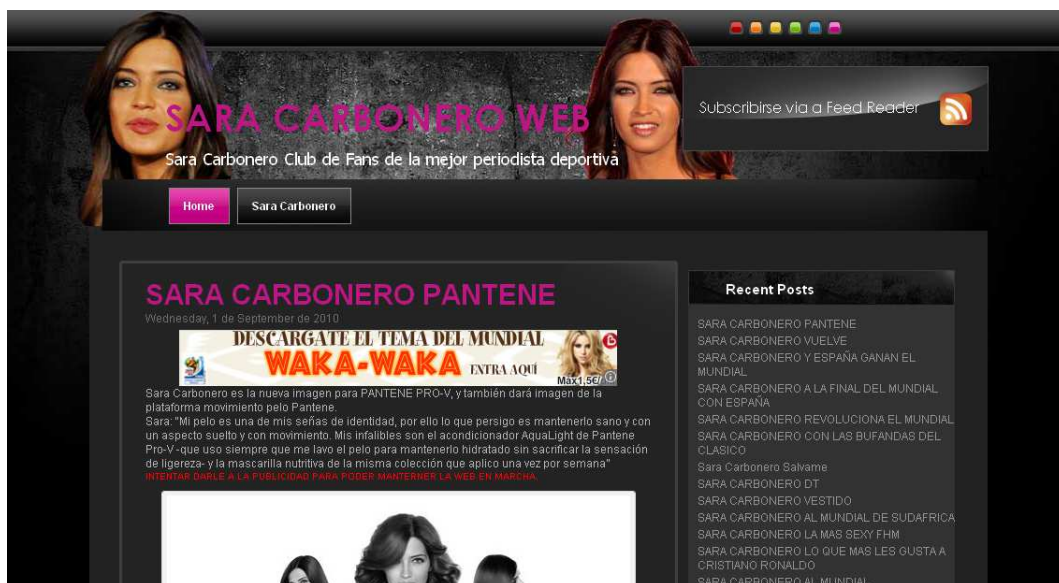 SARA CARBONERO WEB
Sara Carbonero Club de Fans de la mejor periodista deportiva
Subscribirse via a Feed Reader
Home
Sara Carbonero
SARA CARBONERO PANTENE
Wednesday, 1 de September de 2010
DESCARGATE EL TEMA DEL MUNDIAL
WAKA-WAKA ENTRA AQUÍ
Max1,5€/
Sara Carbonero es la nueva imagen para PANTENE PRO-V, y también dará imagen de la
plataforma movimiento pelo Pantene.
Sara: "Mi pelo es una de mis señas de identidad, por ello lo que persigo es mantenerlo sano y con
un aspecto suelto y con movimiento. Mis infalibles son el acondicionador AquaLight de Pantene
Pro-V -que uso siempre que me lavo el pelo para mantenerlo hidratado sin sacrificar la sensación
de ligereza- y la mascarilla nutritiva de la misma colección que aplico una vez por semana"
INTENTAR DARLE A LA PUBLICIDAD PARA PODER MANTERNER LA WEB EN MARCHA.
Recent Posts
SARA CARBONERO PANTENE
SARA CARBONERO VUELVE
SARA CARBONERO Y ESPAÑA GANAN EL
MUNDIAL
SARA CARBONERO A LA FINAL DEL MUNDIAL
CON ESPAÑA
SARA CARBONERO REVOLUCIONA EL MUNDIAL
SARA CARBONERO CON LAS BUFANDAS DEL
CLASICO
Sara Carbonero Salvame
SARA CARBONERO DT
SARA CARBONERO VESTIDO
SARA CARBONERO AL MUNDIAL DE SUDAFRICA
SARA CARBONERO LA MAS SEXY FHM
SARA CARBONERO LO QUE MAS LES GUSTA A
CRISTIANO RONALDO
SARA CARBONERO AL MUNDIAL